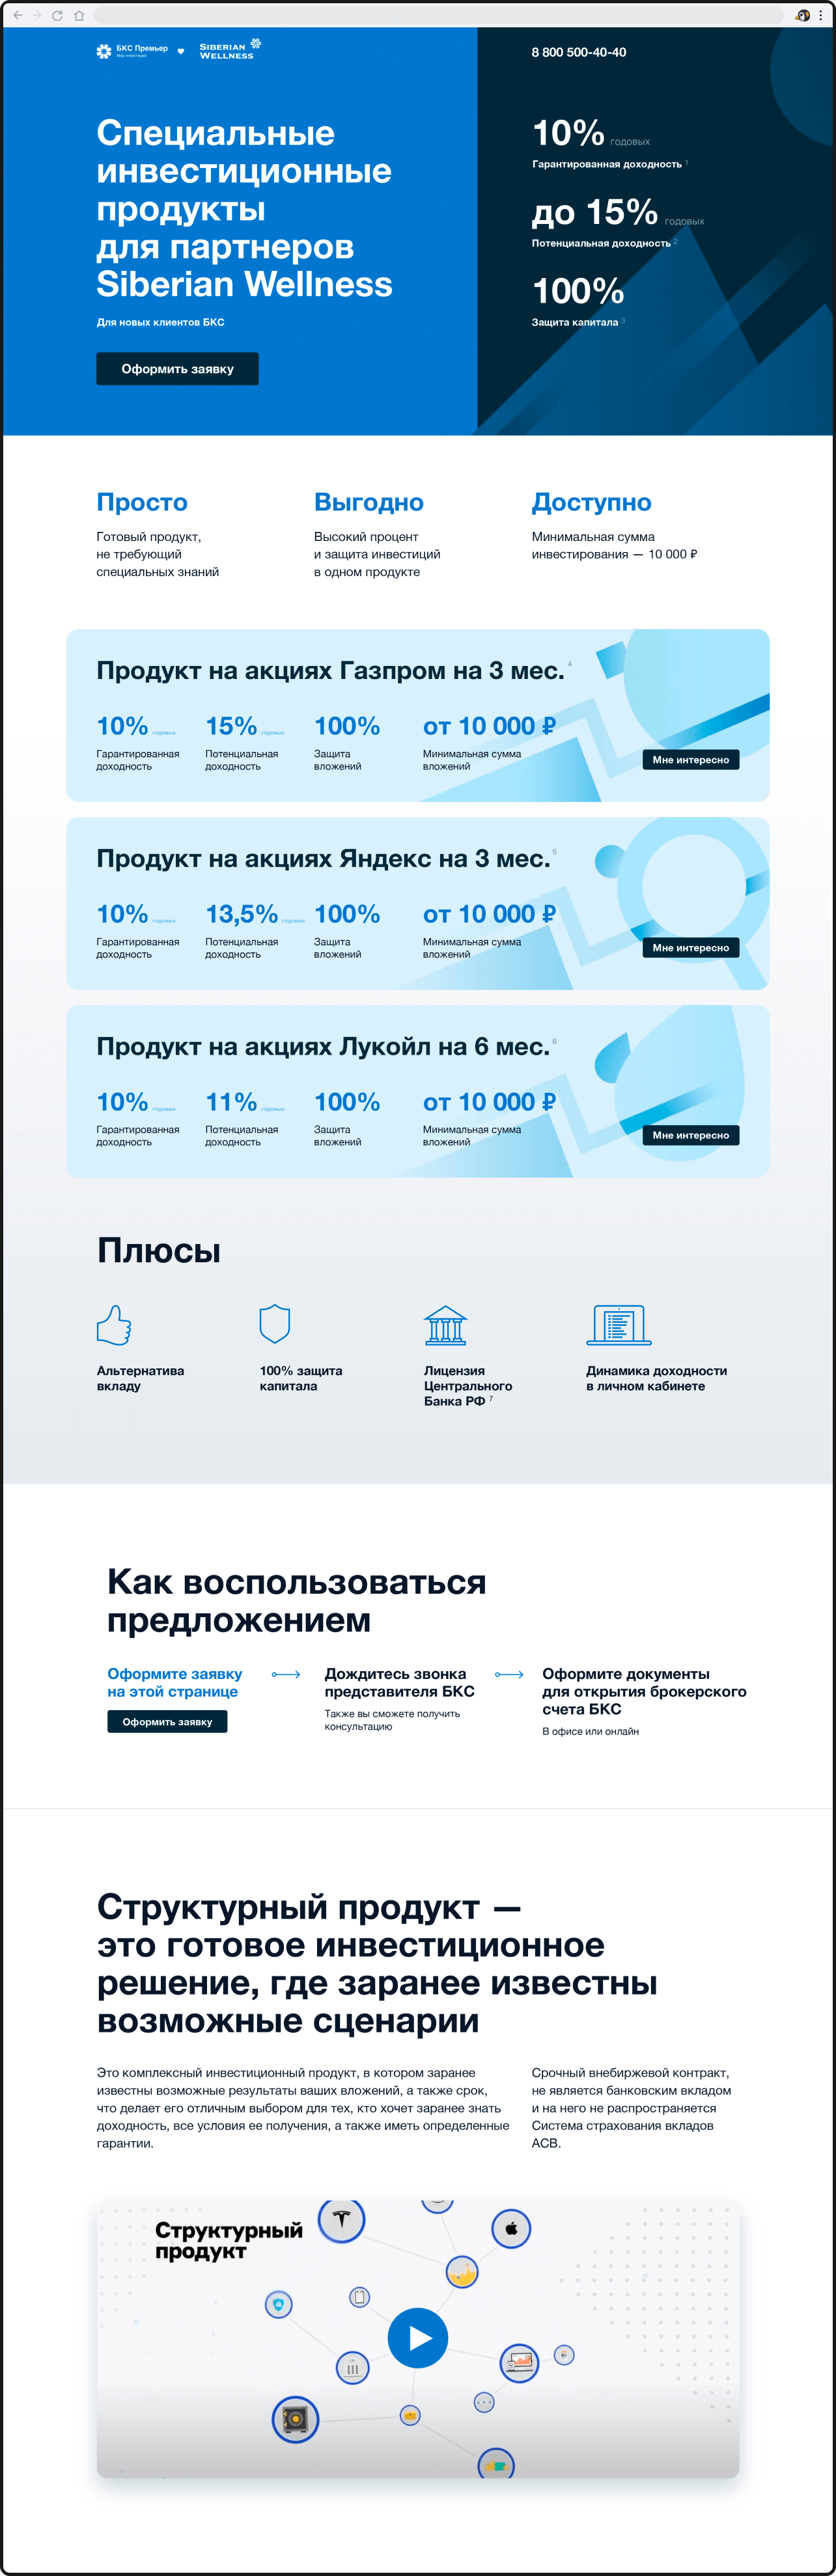 БКС Премьер
Мир инвестиций
SIBERIAN
WELLNESS
8 800 500-40-40
Специальные
инвестиционные
продукты
для партнеров
Siberian Wellness
Для новых клиентов БКС
Оформить заявку
10% годовых
Гарантированная доходность 1
до 15% годовых
Потенциальная доходность 2
100%
Защита капитала 3
Просто
Готовый продукт,
не требующий
специальных знаний
Выгодно
Высокий процент
и защита инвестиций
в одном продукте
Доступно
Минимальная сумма
инвестирования — 10 000 ₽
Продукт на акциях Газпром на 3 мес. 4
10% годовых
Гарантированная
доходность
15% годовых
Потенциальная
доходность
100%
Защита
вложений
от 10 000 ₽
Минимальная сумма
вложений
Мне интересно
Продукт на акциях Яндекс на 3 мес. 5
10% годовых
Гарантированная
доходность
13,5% годовых
Потенциальная
доходность
100%
Защита
вложений
от 10 000 ₽
Минимальная сумма
вложений
Мне интересно
Продукт на акциях Лукойл на 6 мес. 6
10% годовых
Гарантированная
доходность
11% годовых
Потенциальная
доходность
100%
Защита
вложений
от 10 000 ₽
Минимальная сумма
вложений
Мне интересно
Плюсы
Альтернатива
вкладу
100% защита
капитала
Лицензия
Центрального
Банка РФ 7
Динамика доходности
в личном кабинете
Как воспользоваться
предложением
Оформите заявку
на этой странице
Оформить заявку
Дождитесь звонка
представителя БКС
Также вы сможете получить
консультацию
Оформите документы
для открытия брокерского
счета БКС
В офисе или онлайн
Структурный продукт —
это готовое инвестиционное
решение, где заранее известны
возможные сценарии
Это комплексный инвестиционный продукт, в котором заранее
известны возможные результаты ваших вложений, а также срок,
что делает его отличным выбором для тех, кто хочет заранее знать
доходность, все условия ее получения, а также иметь определенные
гарантии.
Срочный внебиржевой контракт,
не является банковским вкладом
и на него не распространяется
Система страхования вкладов
АСВ.
Структурный
продукт